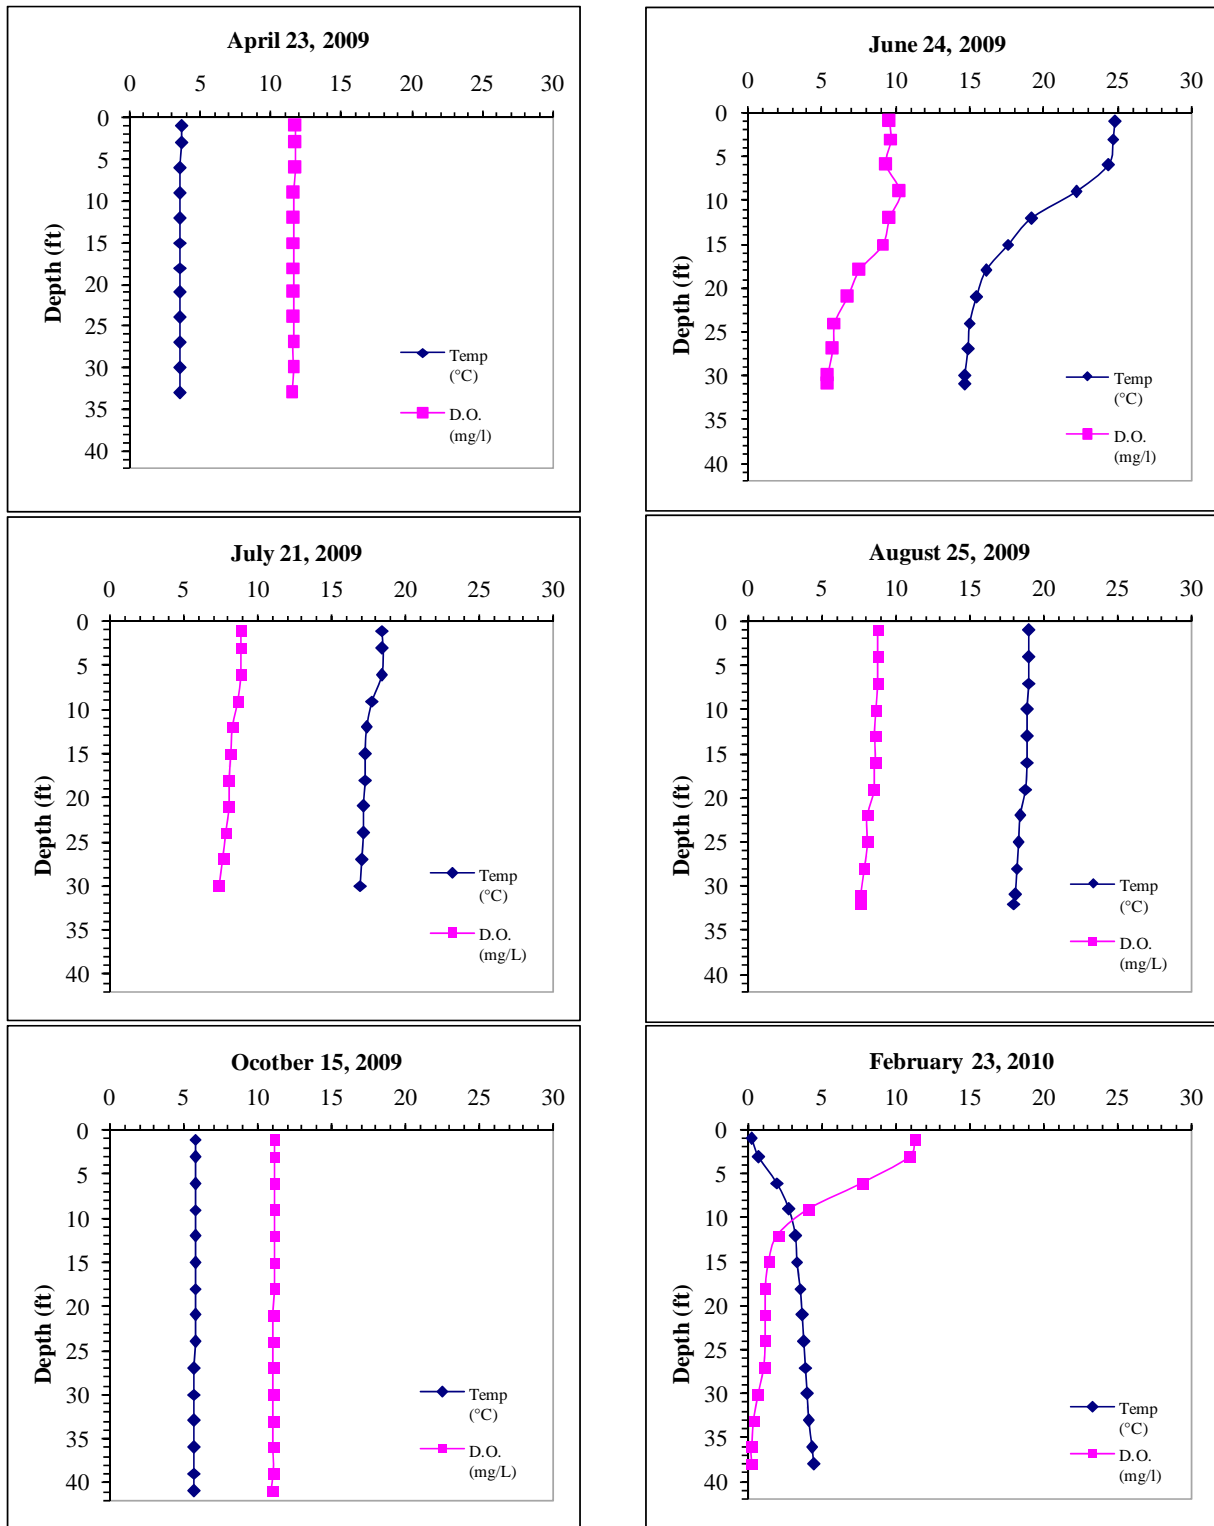 April 23, 2009
0 5 10 15 20 25 30
0
5
10
15
20
25
30
35
40
Depth (ft)
Temp
(°C)
D.O.
(mg/l)
June 24, 2009
0 5 10 15 20 25 30
0
5
10
15
20
25
30
35
40
Depth (ft)
Temp
(°C)
D.O.
(mg/l)
July 21, 2009
0 5 10 15 20 25 30
0
5
10
15
20
25
30
35
40
Depth (ft)
Temp
(°C)
D.O.
(mg/L)
August 25, 2009
0 5 10 15 20 25 30
0
5
10
15
20
25
30
35
40
Depth (ft)
Temp
(°C)
D.O.
(mg/L)
Ocotber 15, 2009
0 5 10 15 20 25 30
0
5
10
15
20
25
30
35
40
Depth (ft)
Temp
(°C)
D.O.
(mg/L)
February 23, 2010
0 5 10 15 20 25 30
0
5
10
15
20
25
30
35
40
Depth (ft)
Temp
(°C)
D.O.
(mg/l)